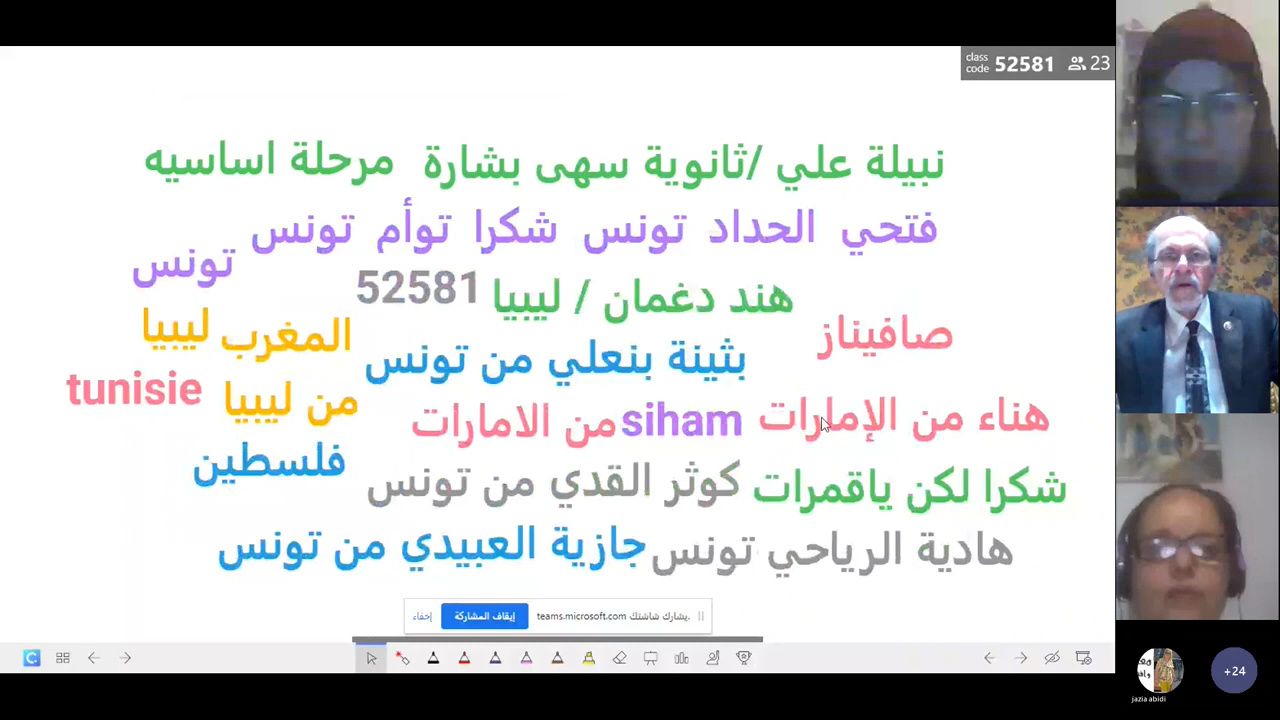 class code 52581 23
نبيلة علي /ثانوية سهى بشارة
مرحلة اساسيه
فتحي الحداد تونس شكرا توأم تونس
تونس
هند دغمان / ليبيا
52581
صافيناز
المغرب
ليبيا
بثينة بنعلي من تونس
tunisie
من ليبيا
هناء من الإمارات
siham
من الامارات
فلسطين
شكرا لكن ياقمرات
كوثر القدي من تونس
هادية الرياحي تونس
جازية العبيدي من تونس
يشارك شاشتك teams.microsoft.com.
إيقاف المشاركة
إخفاء
jazia abidi
+24